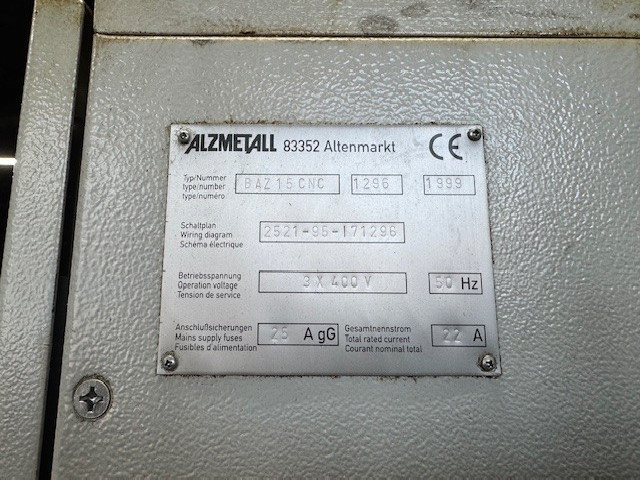 ALZMETALL 83352 Altenmarkt CE
Typ/Nummer
type/number
type/numéro
BAZ15CNC 1296 1999
Schaltplan
Wiring diagram
Schéma électrique
2521-95-171296
Betriebsspannung
Operation voltage
Tension de service
3 X 400 V 50 Hz
Anschlußsicherungen
Mains supply fuses
Fusibles d'alimentation
25 A gG
Gesamtnennstrom
Total rated current
Courant nominal total
22 A